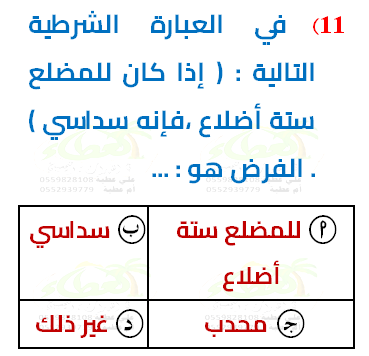 11) في العبارة الشرطية
التالية : ( إذا كان للمضلع
ستة أضلاع ،فإنه سداسي )
. الفرض هو : ...
أ للمضلع ستة أضلاع
ب سداسي
ج محدب
د غير ذلك